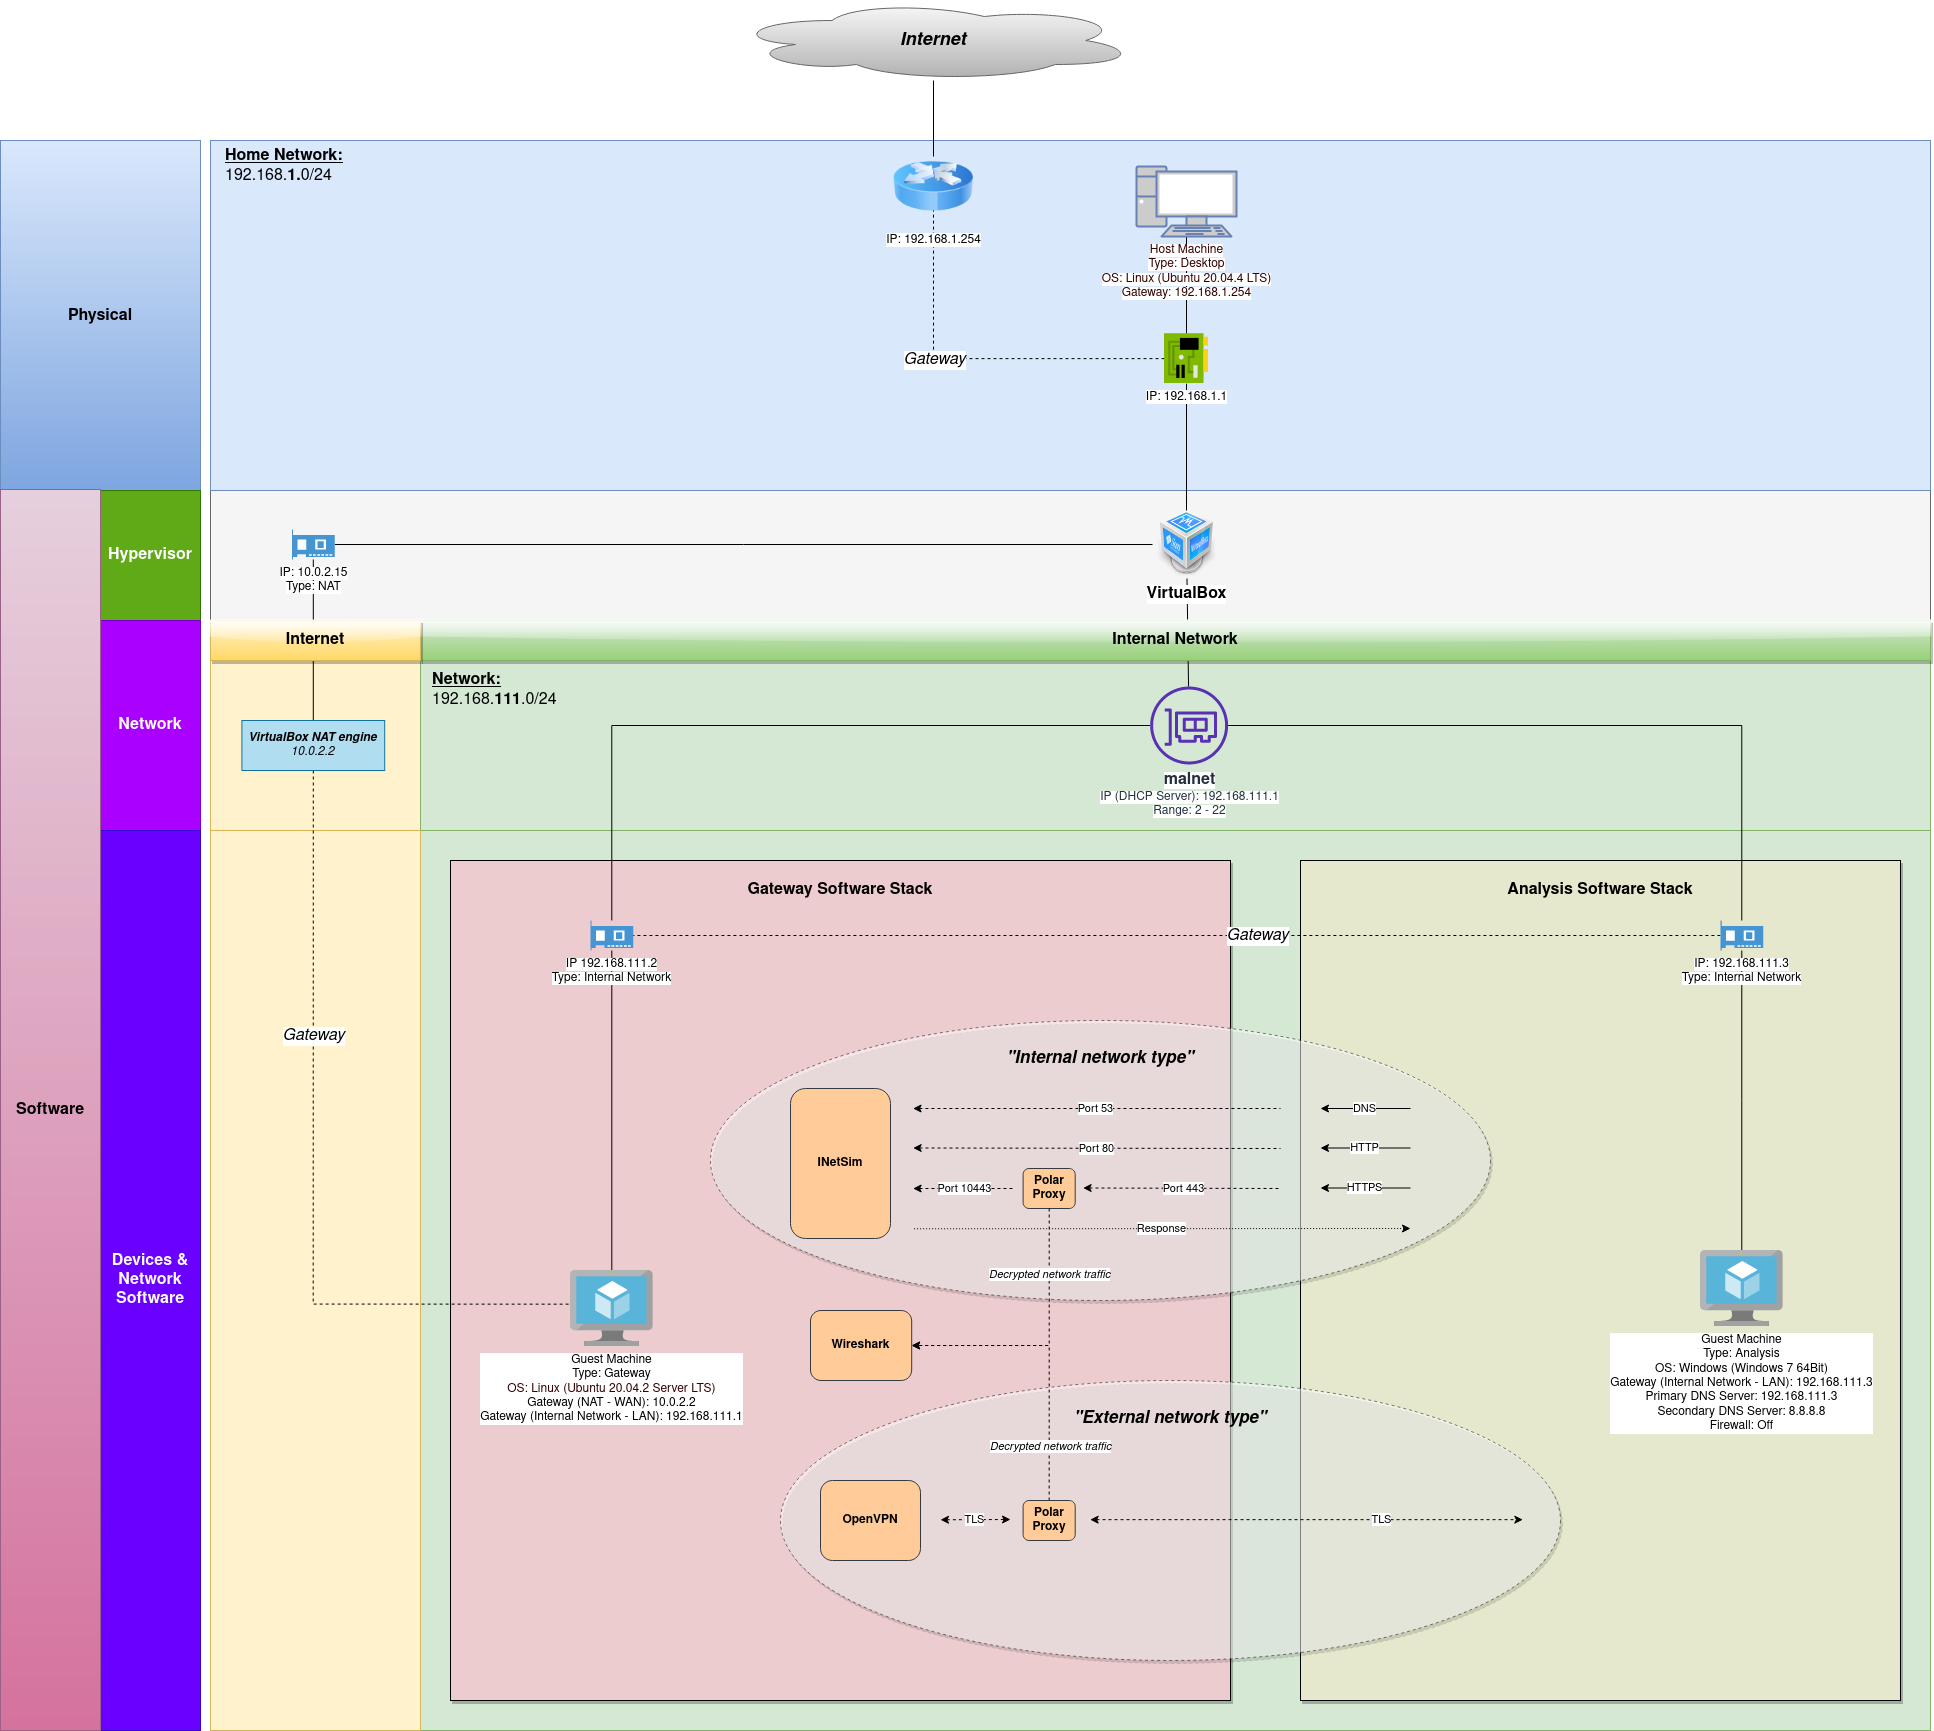 Internet
Home Network:
192.168.1.0/24
IP: 192.168.1.254
Host Machine
Type: Desktop
OS: Linux (Ubuntu 20.04.4 LTS)
Gateway: 192.168.1.254
Physical
Gateway
IP: 192.168.1.1
Hypervisor
IP: 10.0.2.15
Type: NAT
VirtualBox
Internet
Internal Network
Network:
192.168.111.0/24
Network
VirtualBox NAT engine
10.0.2.2
malnet
IP (DHCP Server): 192.168.111.1
Range: 2 - 22
Software
Devices &
Network
Software
Gateway
Gateway Software Stack
Analysis Software Stack
Gateway
IP 192.168.111.2
Type: Internal Network
IP: 192.168.111.3
Type: Internal Network
"Internal network type"
INetSim
Port 53
DNS
Port 80
HTTP
Port 10443
Polar
Proxy
Port 443
HTTPS
Response
Decrypted network traffic
Wireshark
Guest Machine
Type: Gateway
OS: Linux (Ubuntu 20.04.2 Server LTS)
Gateway (NAT - WAN): 10.0.2.2
Gateway (Internal Network - LAN): 192.168.111.1
Guest Machine
Type: Analysis
OS: Windows (Windows 7 64Bit)
Gateway (Internal Network - LAN): 192.168.111.3
Primary DNS Server: 192.168.111.3
Secondary DNS Server: 8.8.8.8
Firewall: Off
"External network type"
Decrypted network traffic
OpenVPN
TLS
Polar
Proxy
TLS